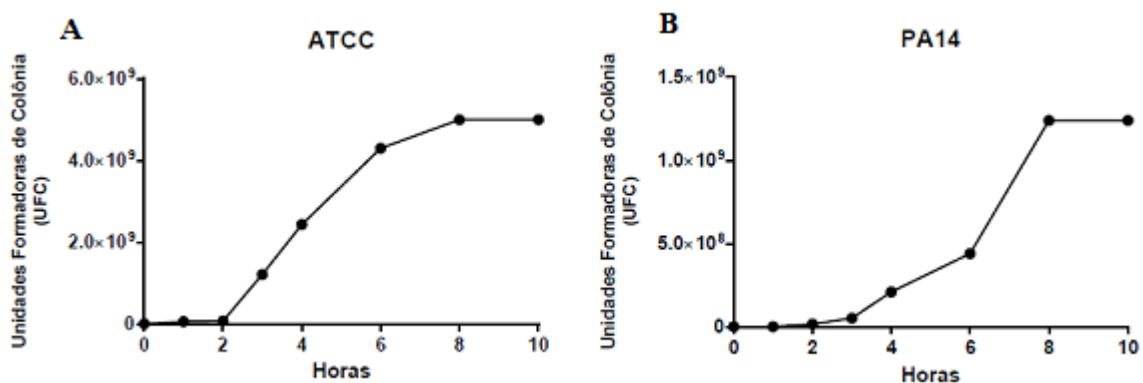 A
ATCC
Unidades Formadoras de Colônia
(UFC)
6.0×10⁹
4.0×10⁹
2.0×10⁹
0
0 2 4 6 8 10
Horas
B
PA14
Unidades Formadoras de Colônia
(UFC)
1.5×10⁹
1.0×10⁹
5.0×10⁸
0
0 2 4 6 8 10
Horas